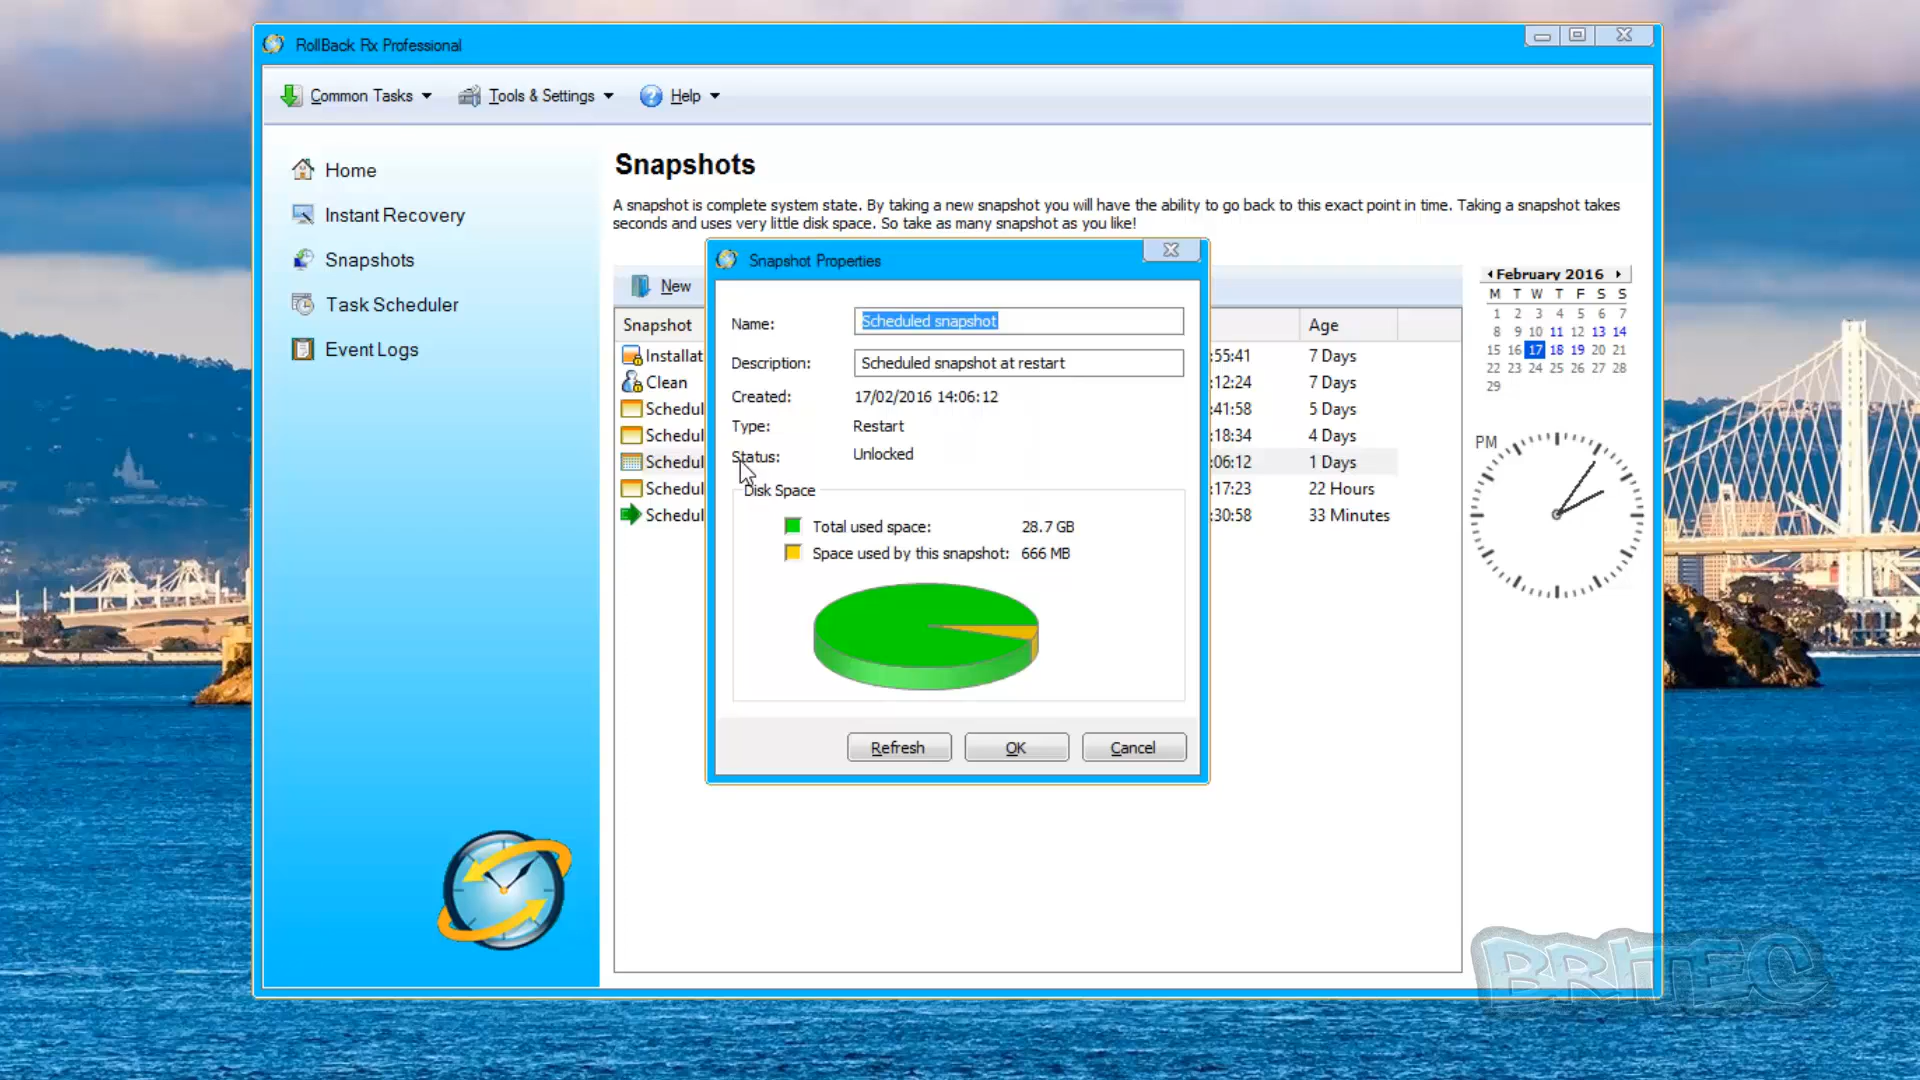 RollBack Rx Professional
Common Tasks Tools & Settings Help
Home
Instant Recovery
Snapshots
Task Scheduler
Event Logs
Snapshots
A snapshot is complete system state. By taking a new snapshot you will have the ability to go back to this exact point in time. Taking a snapshot takes
seconds and uses very little disk space. So take as many snapshot as you like!
New
Snapshot Age
Installat :55:41 7 Days
Clean :12:24 7 Days
Schedul :41:58 5 Days
Schedul :18:34 4 Days
Schedul :06:12 1 Days
Schedul :17:23 22 Hours
Schedul :30:58 33 Minutes
Snapshot Properties
Name: Scheduled snapshot
Description: Scheduled snapshot at restart
Created: 17/02/2016 14:06:12
Type: Restart
Status: Unlocked
Disk Space
Total used space: 28.7 GB
Space used by this snapshot: 666 MB
Refresh OK Cancel
February 2016
M T W T F S S
1 2 3 4 5 6 7
8 9 10 11 12 13 14
15 16 17 18 19 20 21
22 23 24 25 26 27 28
29
PM
BRITEC